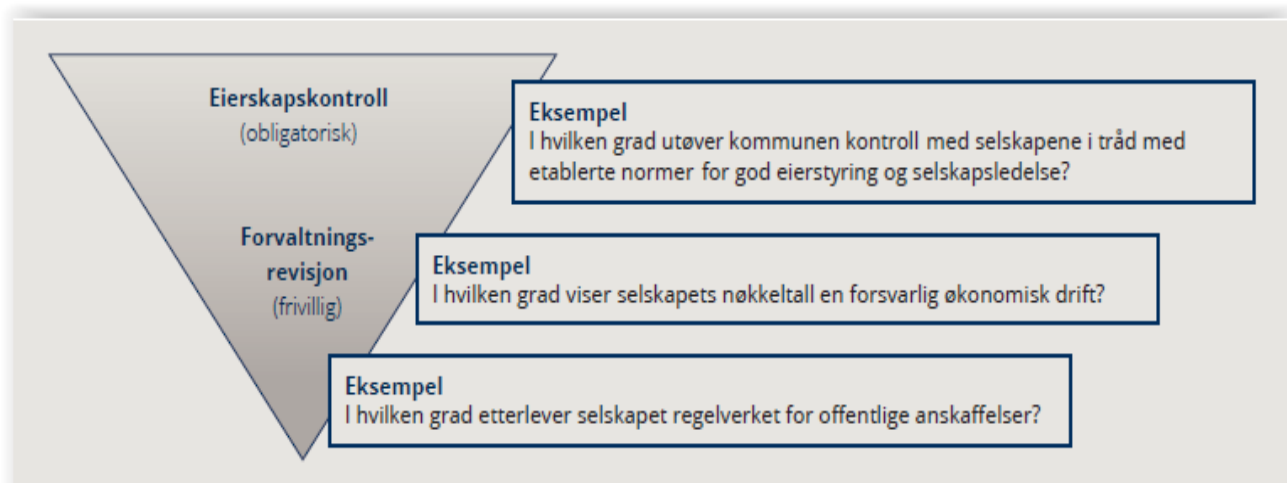 Eierskapskontroll
(obligatorisk)
Eksempel
I hvilken grad utøver kommunen kontroll med selskapene i tråd med
etablerte normer for god eierstyring og selskapsledelse?
Forvaltnings-
revisjon
(frivillig)
Eksempel
I hvilken grad viser selskapets nøkkeltall en forsvarlig økonomisk drift?
Eksempel
I hvilken grad etterlever selskapet regelverket for offentlige anskaffelser?